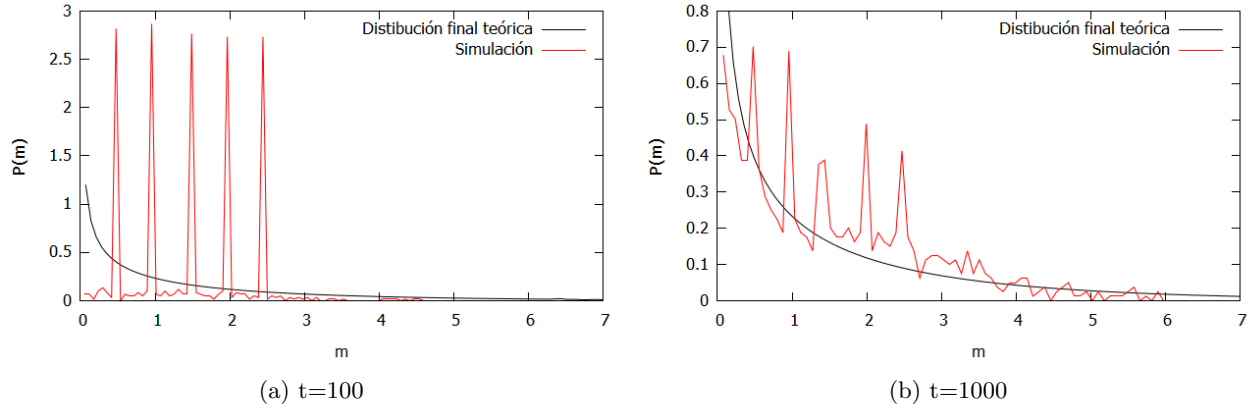 3
2.5
2
1.5
1
0.5
0
P(m)
Distibución final teórica
Simulación
0 1 2 3 4 5 6 7
m
(a) t=100
0.8
0.7
0.6
0.5
0.4
0.3
0.2
0.1
0
P(m)
Distibución final teórica
Simulación
0 1 2 3 4 5 6 7
m
(b) t=1000